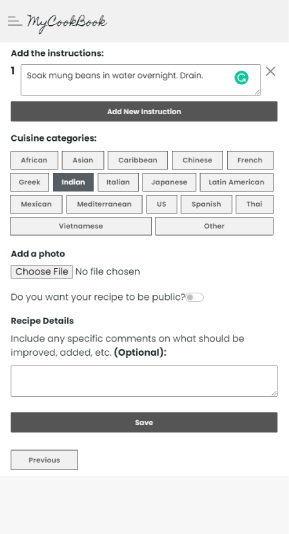 MyCookBook
Add the instructions:
1 Soak mung beans in water overnight. Drain.
Add New Instruction
Cuisine categories:
African Asian Caribbean Chinese French
Greek Indian Italian Japanese Latin American
Mexican Mediterranean US Spanish Thai
Vietnamese Other
Add a photo
Choose File No file chosen
Do you want your recipe to be public?
Recipe Details
Include any specific comments on what should be
improved, added, etc. (Optional):
Save
Previous